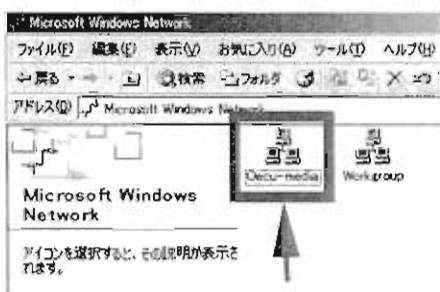 Microsoft Windows Network
ファイル(F) 編集(E) 表示(V) お気に入り(A) ツール(T) ヘルプ(H)
戻る 検索 フォルダ
アドレス(D) Microsoft Windows Network
Microsoft Windows
Network
Docu-media Workgroup
アイコンを選択すると、その説明が表示さ
れます。